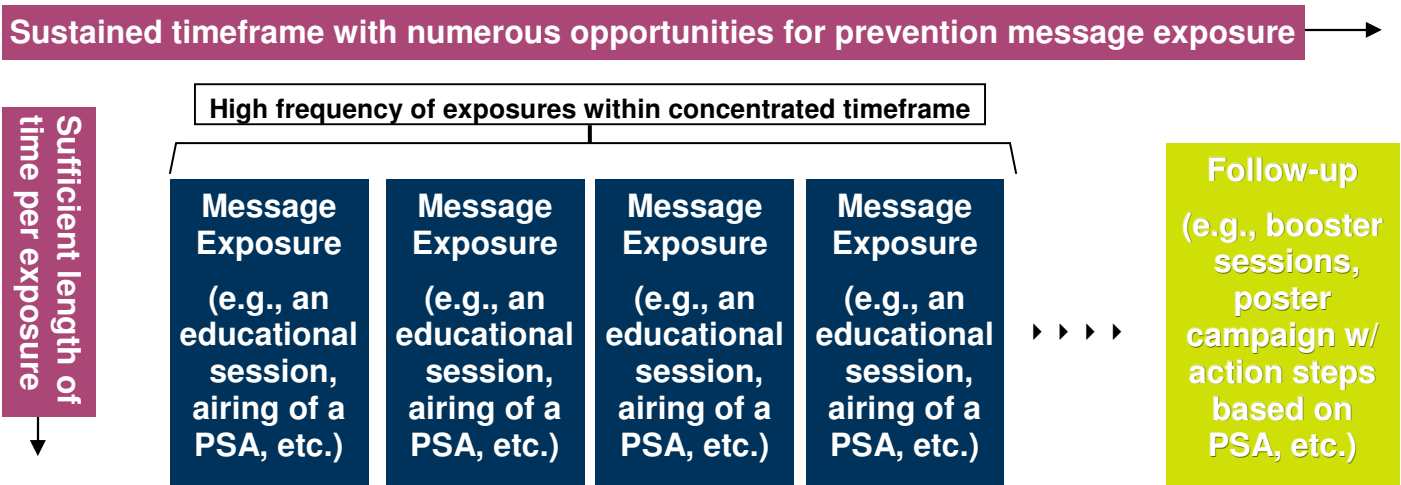 Sustained timeframe with numerous opportunities for prevention message exposure
High frequency of exposures within concentrated timeframe
Sufficient length of
time per exposure
Message
Exposure
(e.g., an
educational
session,
airing of a
PSA, etc.)
Message
Exposure
(e.g., an
educational
session,
airing of a
PSA, etc.)
Message
Exposure
(e.g., an
educational
session,
airing of a
PSA, etc.)
Message
Exposure
(e.g., an
educational
session,
airing of a
PSA, etc.)
Follow-up
(e.g., booster
sessions,
poster
campaign w/
action steps
based on
PSA, etc.)